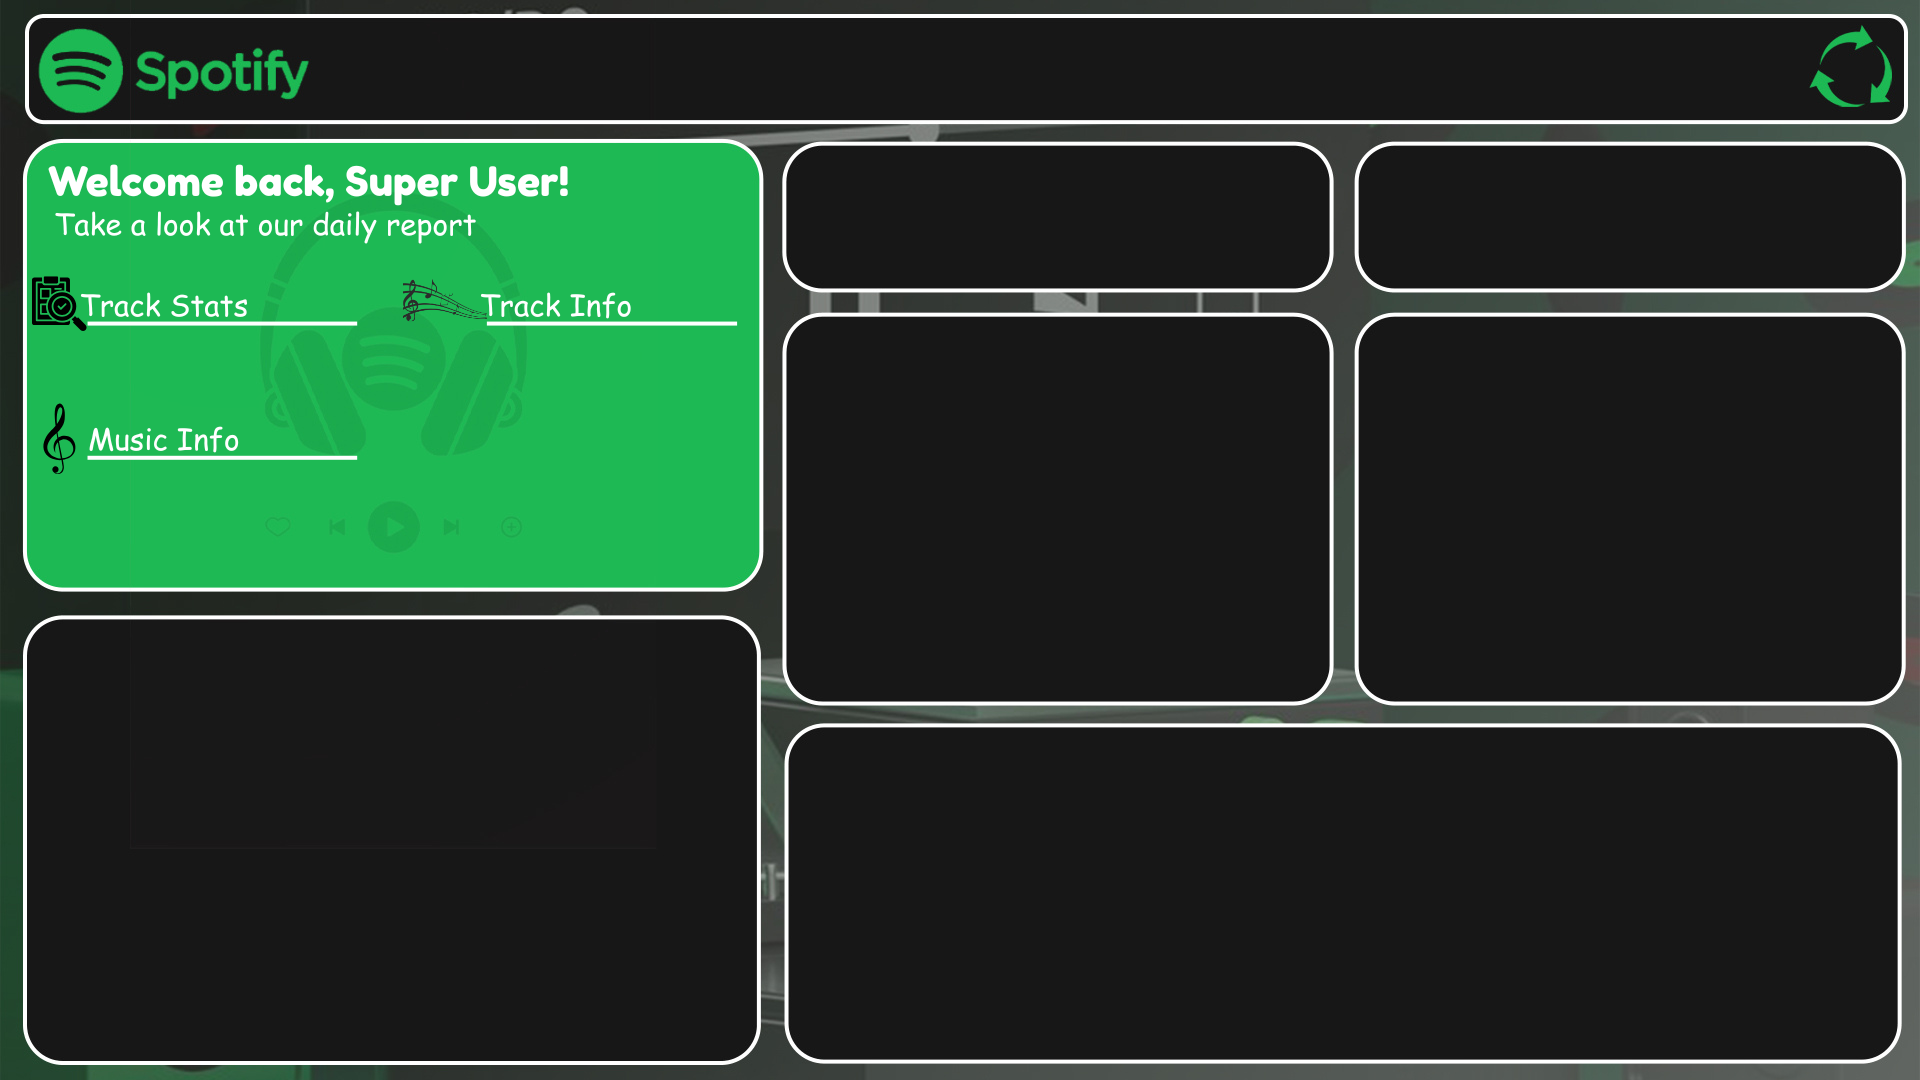 Spotify
Welcome back, Super User!
Take a look at our daily report
Track Stats
Track Info
Music Info